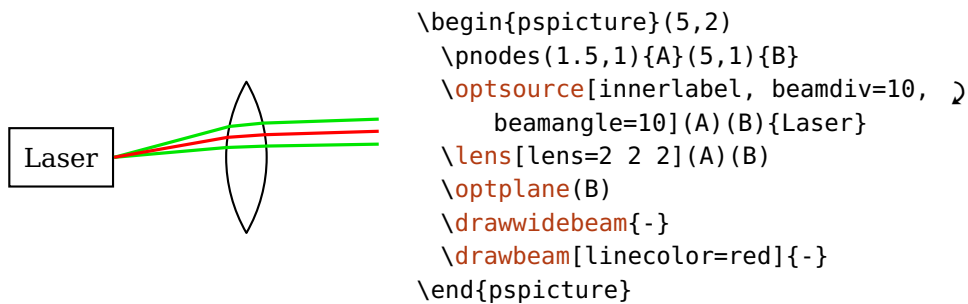 Laser
\begin{pspicture}(5,2)
  \pnodes(1.5,1){A}(5,1){B}
  \optsource[innerlabel, beamdiv=10,
     beamangle=10](A)(B){Laser}
  \lens[lens=2 2 2](A)(B)
  \optplane(B)
  \drawwidebeam{-}
  \drawbeam[linecolor=red]{-}
\end{pspicture}